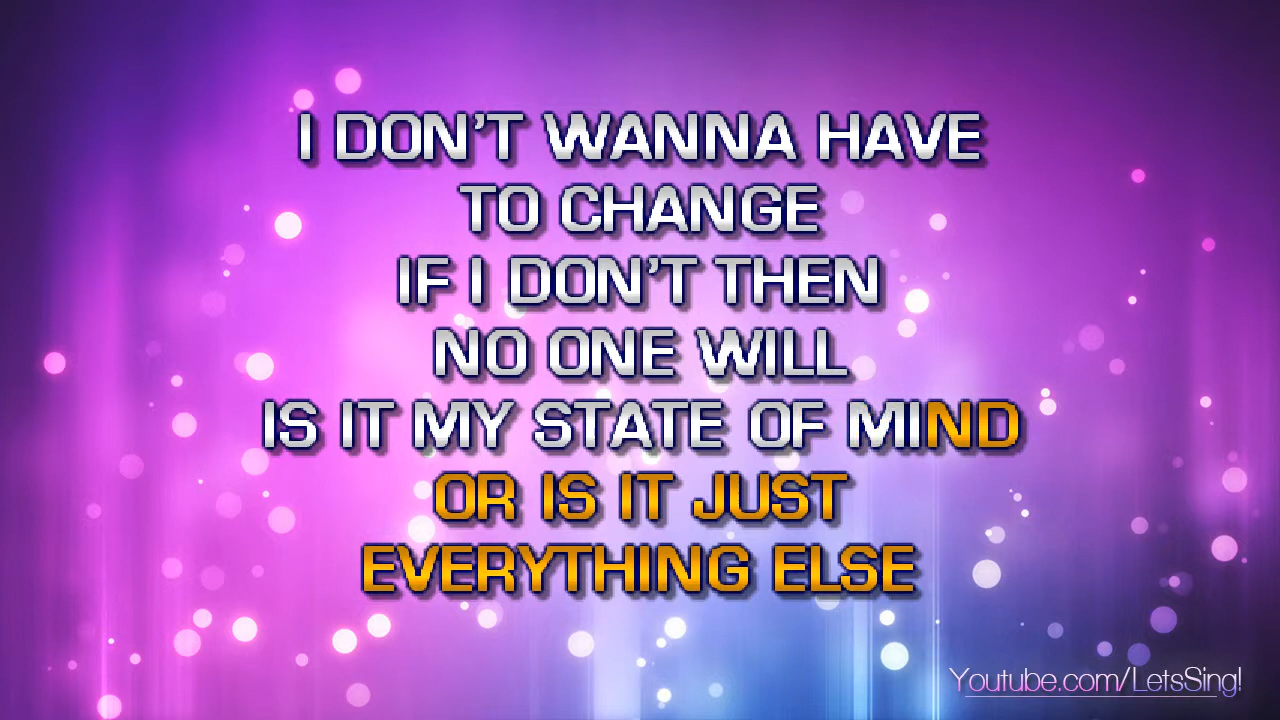 I DON'T WANNA HAVE
TO CHANGE
IF I DON'T THEN
NO ONE WILL
IS IT MY STATE OF MIND
OR IS IT JUST
EVERYTHING ELSE
Youtube.com/LetsSing!